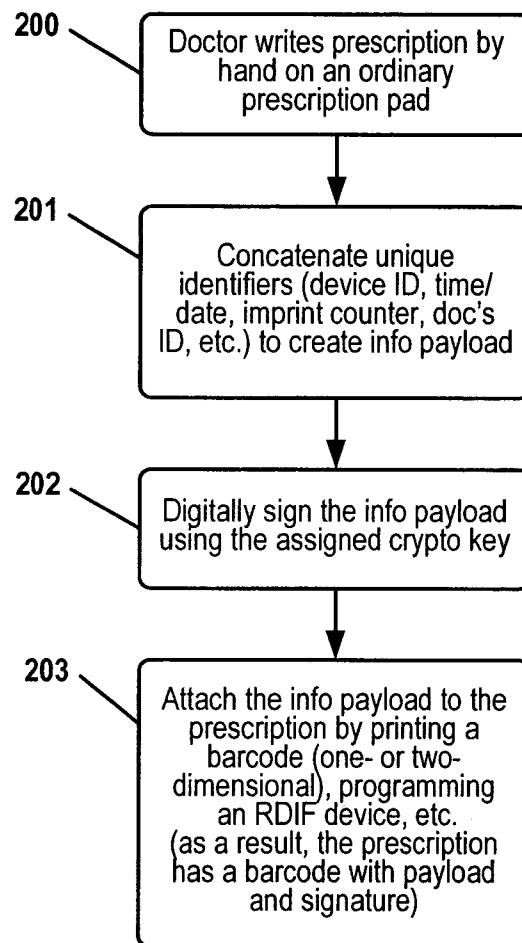 200
Doctor writes prescription by
hand on an ordinary
prescription pad
201
Concatenate unique
identifiers (device ID, time/
date, imprint counter, doc's
ID, etc.) to create info payload
202
Digitally sign the info payload
using the assigned crypto key
203
Attach the info payload to the
prescription by printing a
barcode (one- or two-
dimensional), programming
an RDIF device, etc.
(as a result, the prescription
has a barcode with payload
and signature)